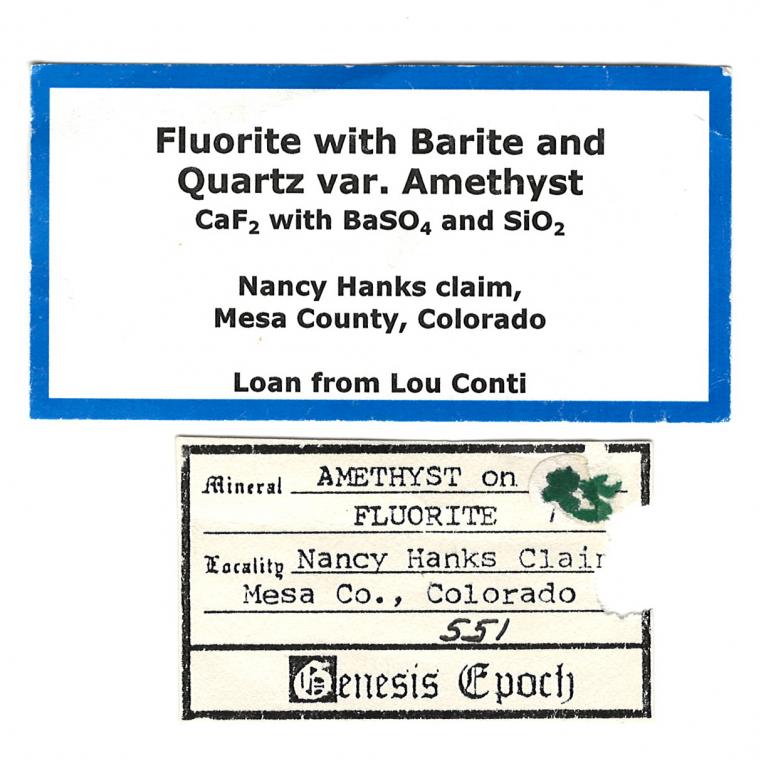 Fluorite with Barite and
Quartz var. Amethyst
CaF₂ with BaSO₄ and SiO₂
Nancy Hanks claim,
Mesa County, Colorado
Loan from Lou Conti
Mineral AMETHYST on
FLUORITE
Locality Nancy Hanks Clai
Mesa Co., Colorado
551
Genesis Epoch